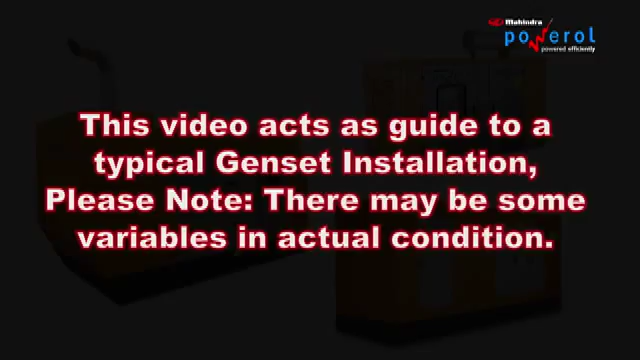 Mahindra
powerol
powered efficiently
This video acts as guide to a
typical Genset Installation,
Please Note: There may be some
variables in actual condition.